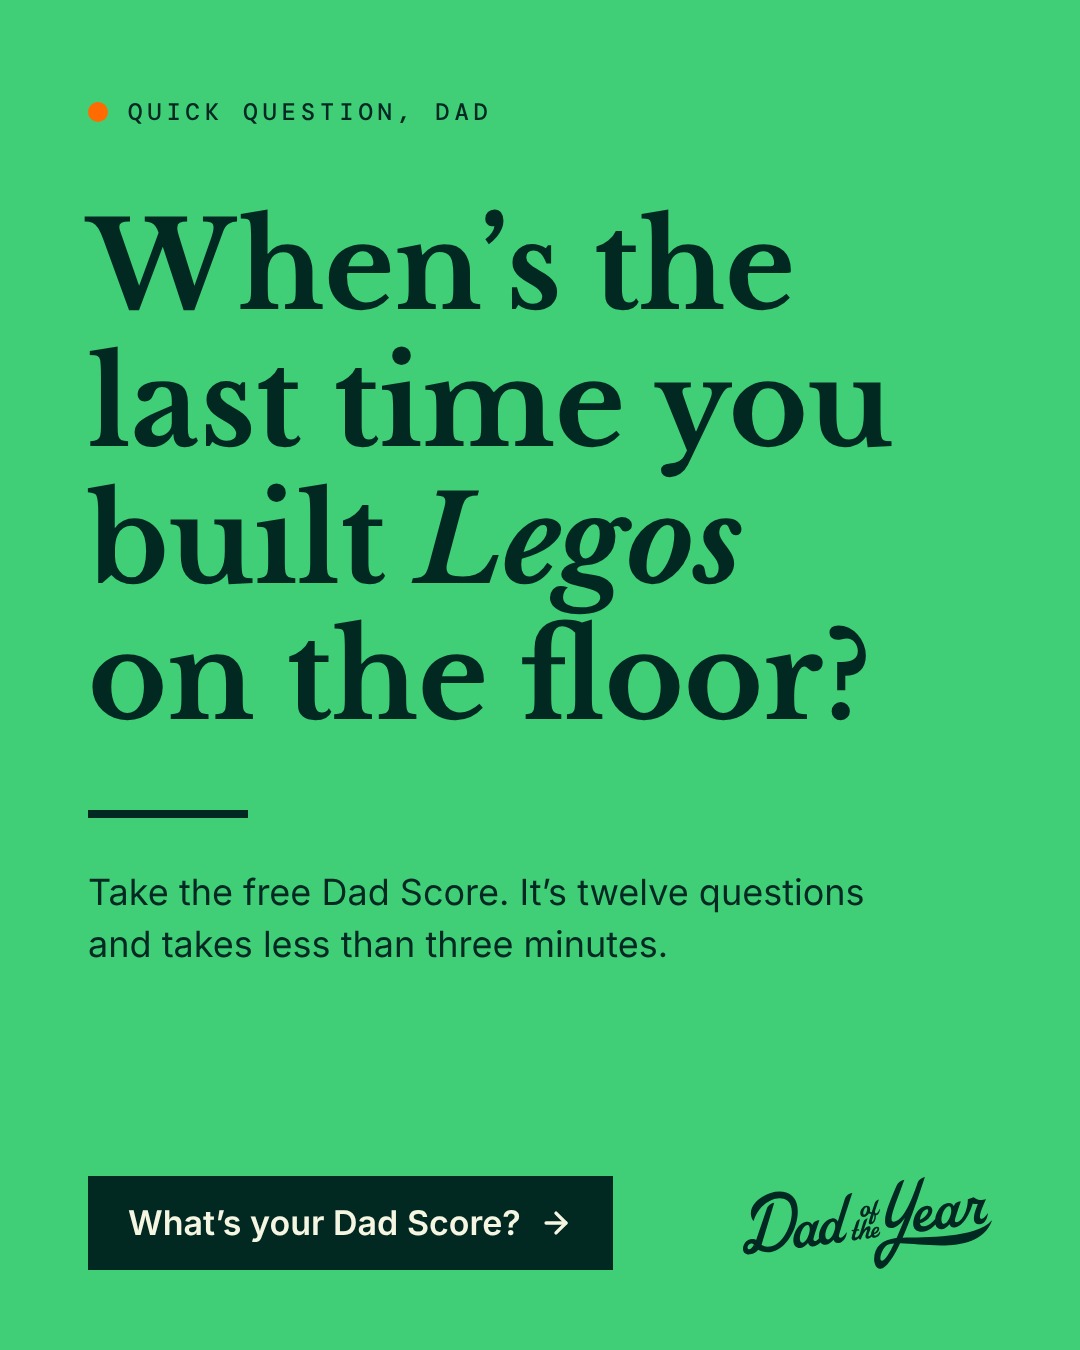 QUICK QUESTION, DAD
When’s the
last time you
built Legos
on the floor?
Take the free Dad Score. It’s twelve questions
and takes less than three minutes.
What’s your Dad Score? →
Dad of the Year